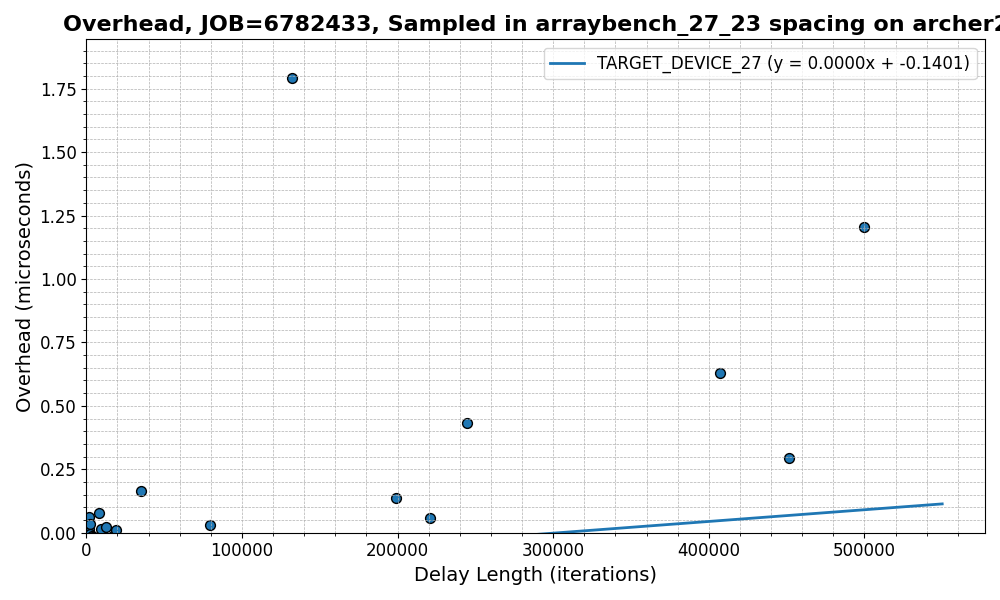 Overhead, JOB=6782433, Sampled in arraybench_27_23 spacing on archer2
TARGET_DEVICE_27 (y = 0.0000x + -0.1401)
Overhead (microseconds)
1.75
1.50
1.25
1.00
0.75
0.50
0.25
0.00
0 100000 200000 300000 400000 500000
Delay Length (iterations)